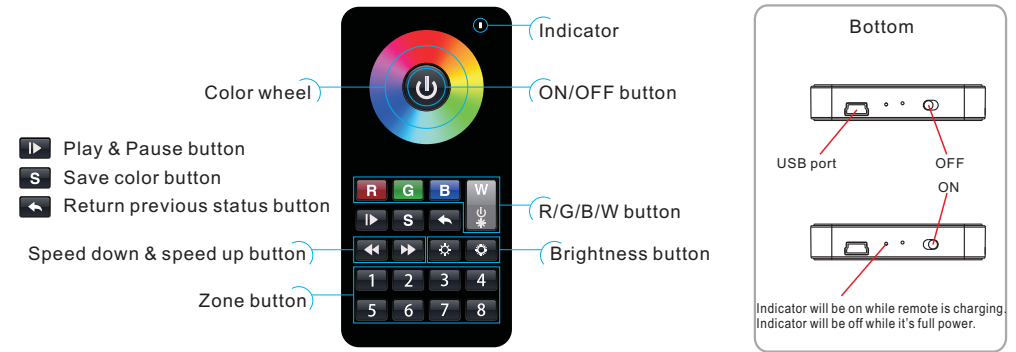 Indicator
Color wheel
ON/OFF button
Play & Pause button
S Save color button
Return previous status button
R G B W
S
R/G/B/W button
Speed down & speed up button
Brightness button
Zone button
1 2 3 4
5 6 7 8
Bottom
USB port
OFF
ON
Indicator will be on while remote is charging.
Indicator will be off while it's full power.